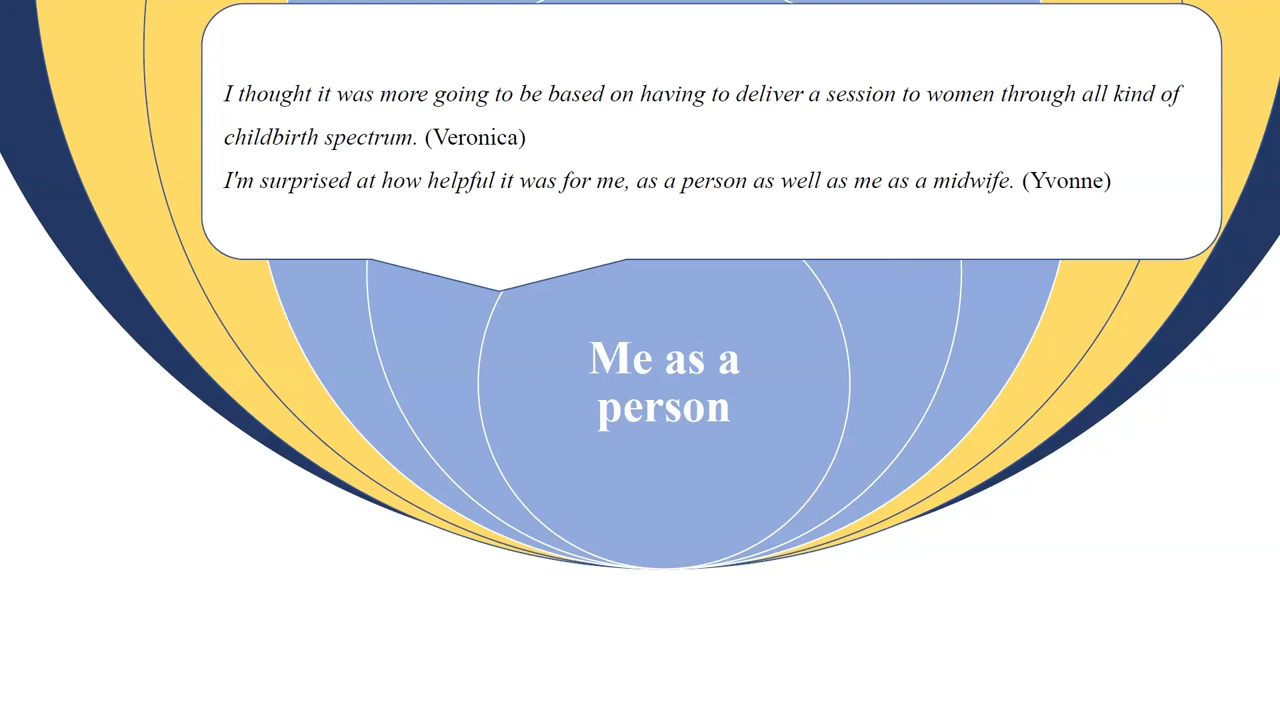 I thought it was more going to be based on having to deliver a session to women through all kind of
childbirth spectrum. (Veronica)
I'm surprised at how helpful it was for me, as a person as well as me as a midwife. (Yvonne)
Me as a
person